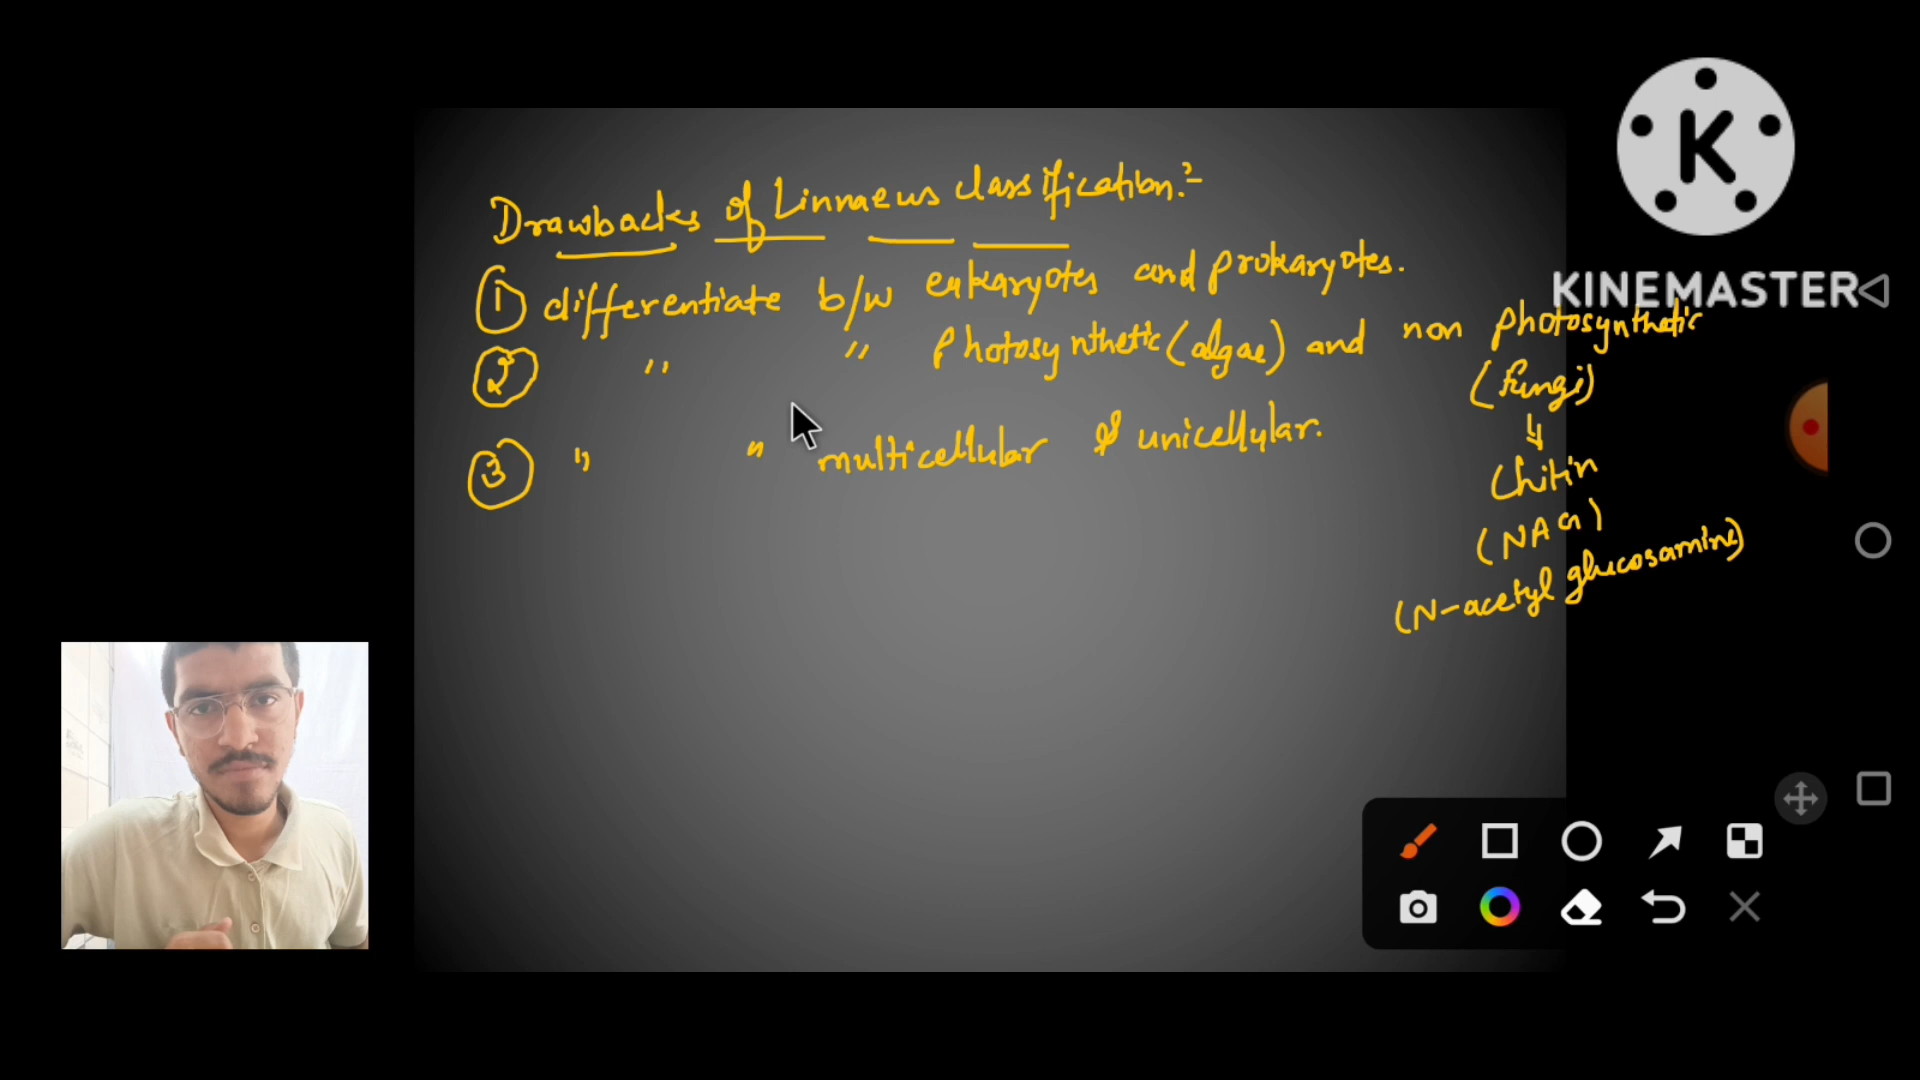 Drawbacks of Linnaeus classification:-
① differentiate b/w eukaryotes and prokaryotes.
② " " Photosynthetic (algae) and non photosynthetic
(fungi)
③ " " multicellular & unicellular.
Chitin
(NAG)
(N-acetyl glucosamine)
KINEMASTER